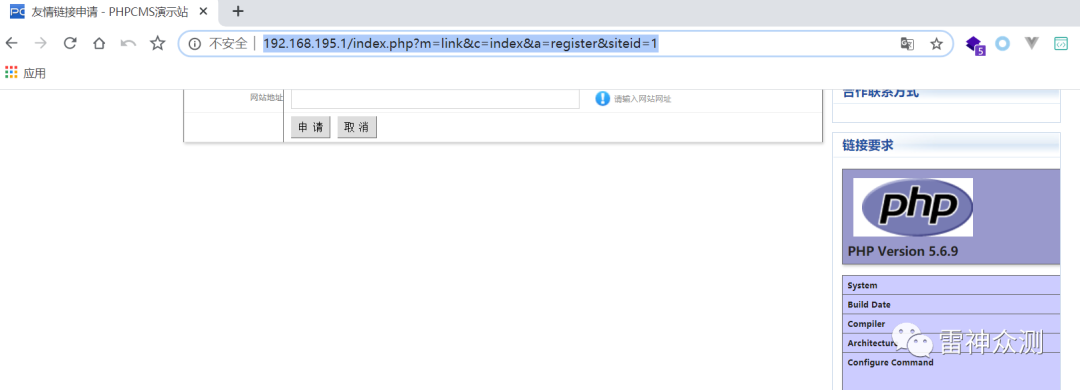 友情链接申请 - PHPCMS演示站
不安全 | 192.168.195.1/index.php?m=link&c=index&a=register&siteid=1
5
应用
网站地址
请输入网站网址
申 请 取 消
合作联系方式
链接要求
php
PHP Version 5.6.9
System
Build Date
Compiler
Architecture
Configure Command
雷神众测